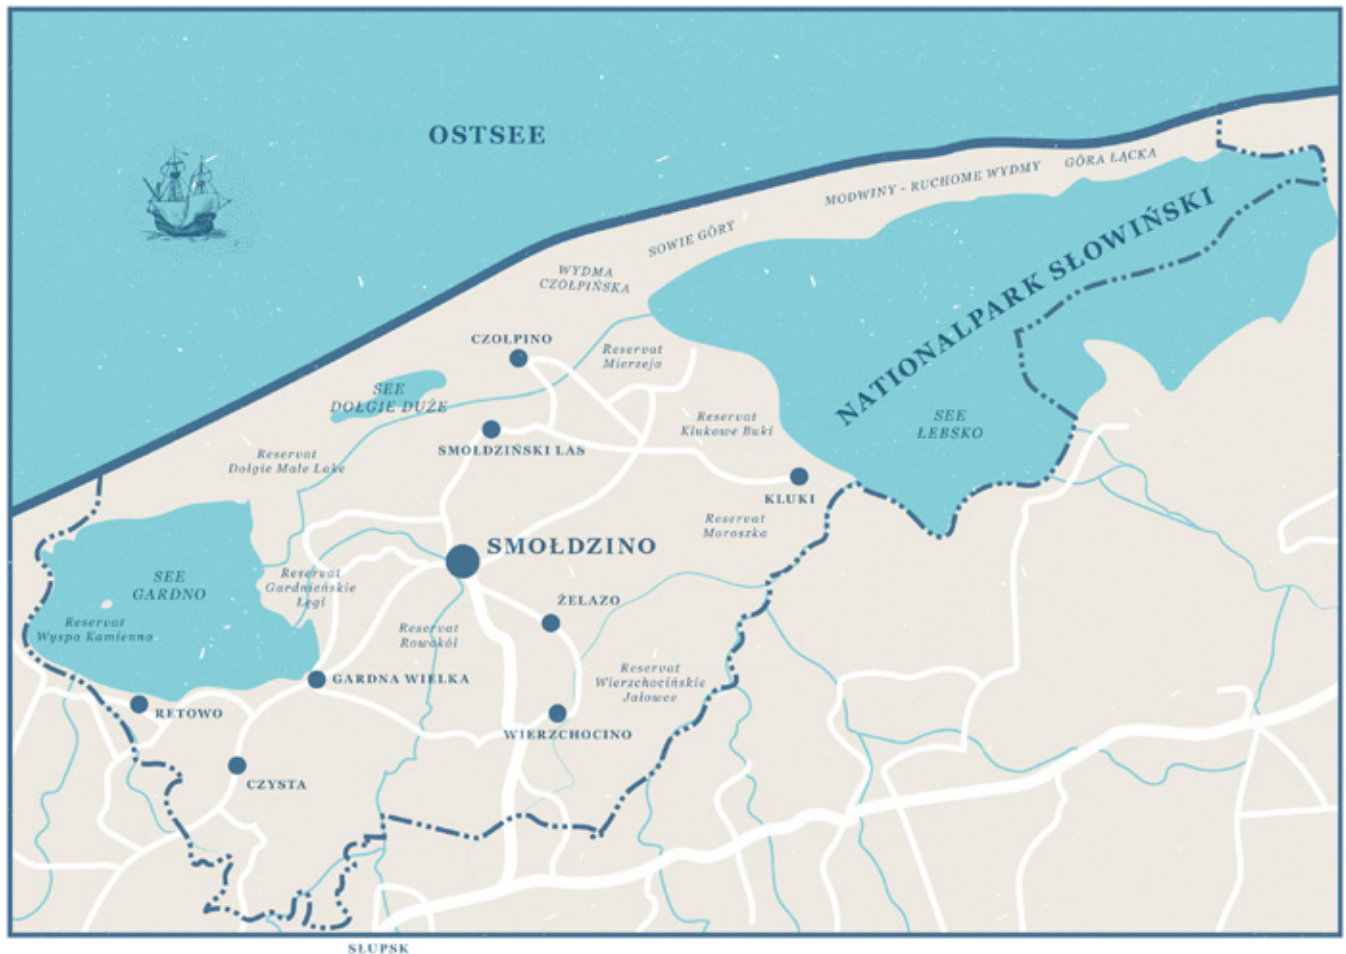 OSTSEE
GÓRA ŁĄCKA
MODWINY - RUCHOME WYDMY
SOWIE GÓRY
NATIONALPARK SŁOWIŃSKI
WYDMA
CZOŁPIŃSKA
CZOŁPINO
Reservat
Mierzeja
SEE
DOŁGIE DUŻE
Reservat
Klukowe Buki
SEE
ŁEBSKO
SMOŁDZIŃSKI LAS
Reservat
Dołgie Małe Lake
KLUKI
Reservat
Moroszka
SMOŁDZINO
SEE
GARDNO
Reservat
Gardnieńskie
Łęgi
ŻELAZO
Reservat
Wyspa Kamienna
Reservat
Rowokół
Reservat
Wierzchocińskie
Jałowce
GARDNA WIELKA
RETOWO
WIERZCHOCINO
CZYSTA
SŁUPSK